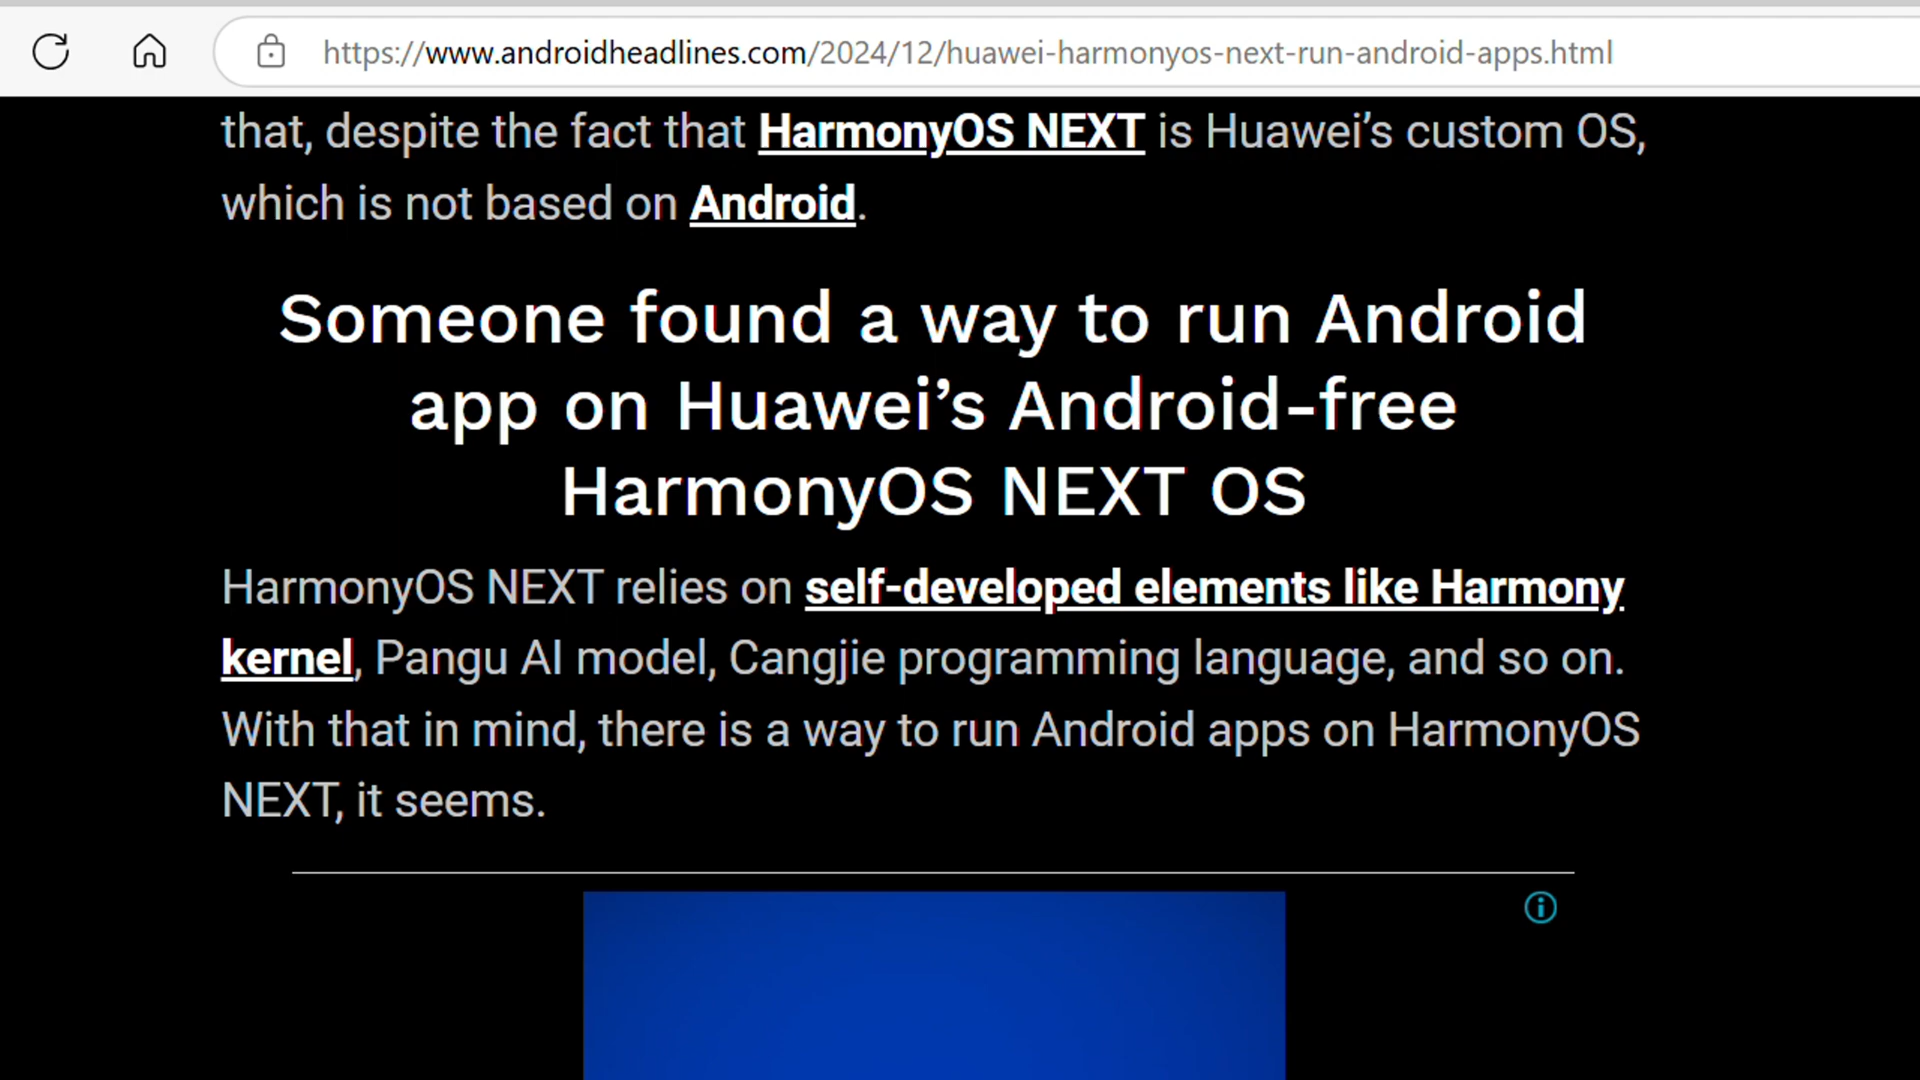 https://www.androidheadlines.com/2024/12/huawei-harmonyos-next-run-android-apps.html
that, despite the fact that HarmonyOS NEXT is Huawei’s custom OS,
which is not based on Android.
Someone found a way to run Android
app on Huawei’s Android-free
HarmonyOS NEXT OS
HarmonyOS NEXT relies on self-developed elements like Harmony
kernel, Pangu AI model, Cangjie programming language, and so on.
With that in mind, there is a way to run Android apps on HarmonyOS
NEXT, it seems.